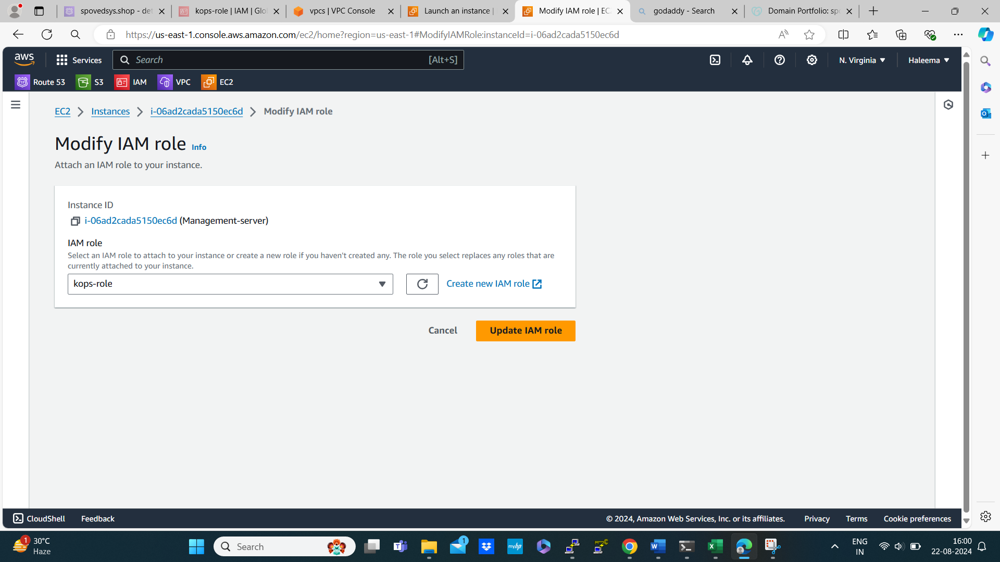 spovedsys.shop - det
kops-role | IAM | Glo
vpcs | VPC Console
Launch an instance |
Modify IAM role | EC
godaddy - Search
Domain Portfolio: sp
https://us-east-1.console.aws.amazon.com/ec2/home?region=us-east-1#ModifyIAMRole:instanceId=i-06ad2cada5150ec6d
aws Services Search [Alt+S] N. Virginia Haleema
Route 53 S3 IAM VPC EC2
EC2 Instances i-06ad2cada5150ec6d Modify IAM role
Modify IAM role Info
Attach an IAM role to your instance.
Instance ID
i-06ad2cada5150ec6d (Management-server)
IAM role
Select an IAM role to attach to your instance or create a new role if you haven't created any. The role you select replaces any roles that are
currently attached to your instance.
kops-role Create new IAM role
Cancel Update IAM role
CloudShell Feedback © 2024, Amazon Web Services, Inc. or its affiliates. Privacy Terms Cookie preferences
1 30°C
Haze
Search
1
myhp
ENG
IN
16:00
22-08-2024